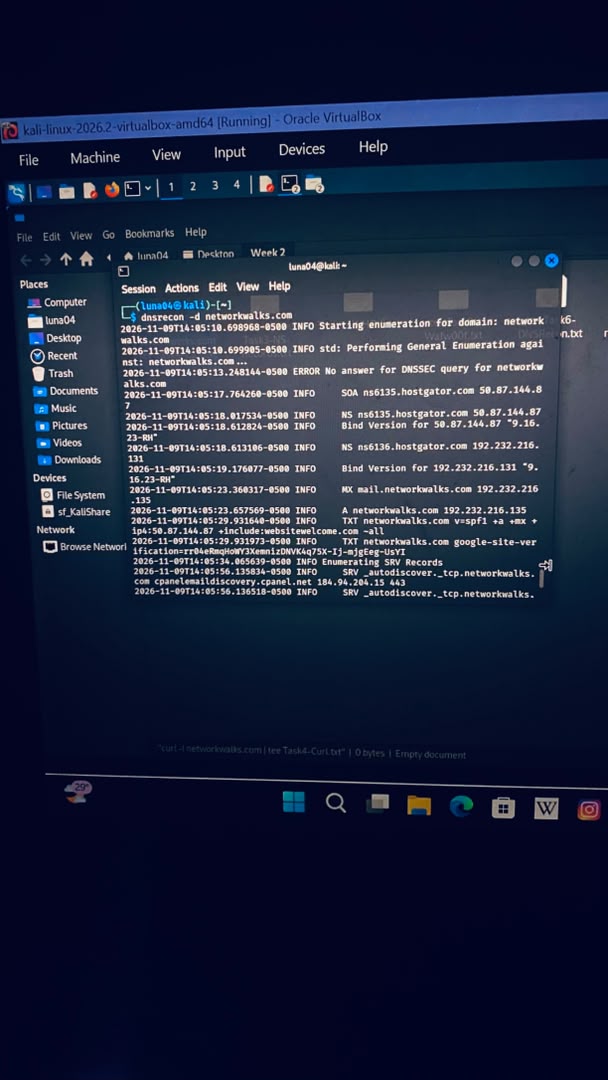 kali-linux-2026.2-virtualbox-amd64 [Running] - Oracle VirtualBox
File Machine View Input Devices Help
1 2 3 4
File Edit View Go Bookmarks Help
luna04 Desktop Week 2
Places
Computer
luna04
Desktop
Recent
Trash
Documents
Music
Pictures
Videos
Downloads
Devices
File System
sf_KaliShare
Network
Browse Networ
luna04@kali: ~
Session Actions Edit View Help
(luna04㉿kali)-[~]
$ dnsrecon -d networkwalks.com
2026-11-09T14:05:10.698968-0500 INFO Starting enumeration for domain: network
walks.com
2026-11-09T14:05:10.699905-0500 INFO std: Performing General Enumeration agai
nst: networkwalks.com...
2026-11-09T14:05:13.248144-0500 ERROR No answer for DNSSEC query for networkw
alks.com
2026-11-09T14:05:17.764260-0500 INFO SOA ns6135.hostgator.com 50.87.144.8
7
2026-11-09T14:05:18.017534-0500 INFO NS ns6135.hostgator.com 50.87.144.87
2026-11-09T14:05:18.612824-0500 INFO Bind Version for 50.87.144.87 "9.16.
23-RH"
2026-11-09T14:05:18.613106-0500 INFO NS ns6136.hostgator.com 192.232.216.
131
2026-11-09T14:05:19.176077-0500 INFO Bind Version for 192.232.216.131 "9.
16.23-RH"
2026-11-09T14:05:23.360317-0500 INFO MX mail.networkwalks.com 192.232.216
.135
2026-11-09T14:05:23.657569-0500 INFO A networkwalks.com 192.232.216.135
2026-11-09T14:05:29.931640-0500 INFO TXT networkwalks.com v=spf1 +a +mx +
ip4:50.87.144.87 +include:websitewelcome.com ~all
2026-11-09T14:05:29.931973-0500 INFO TXT networkwalks.com google-site-ver
ification=rr04eRmqHoWY3XemnizDNVK4q75X-Ij-mjgEeg-UsYI
2026-11-09T14:05:34.065639-0500 INFO Enumerating SRV Records
2026-11-09T14:05:56.135834-0500 INFO SRV _autodiscover._tcp.networkwalks.
com cpanelemaildiscovery.cpanel.net 184.94.204.15 443
2026-11-09T14:05:56.136518-0500 INFO SRV _autodiscover._tcp.networkwalks.
"curl -I networkwalks.com | tee Task4-Curl.txt" | 0 bytes | Empty document
29°
W